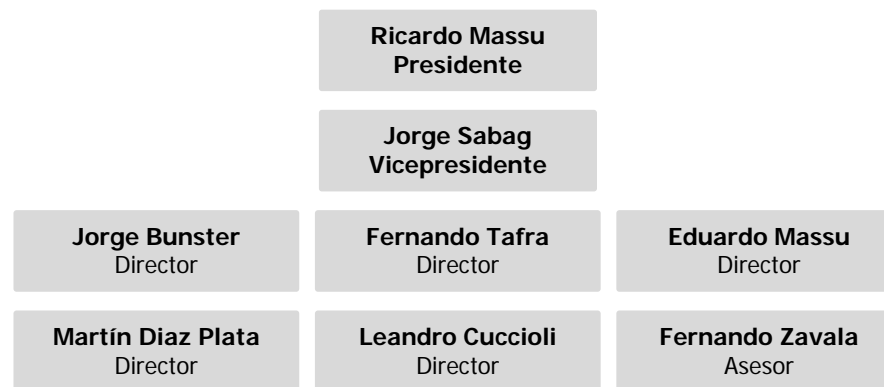 Ricardo Massu
Presidente
Jorge Sabag
Vicepresidente
Jorge Bunster
Director
Fernando Tafra
Director
Eduardo Massu
Director
Martín Diaz Plata
Director
Leandro Cuccioli
Director
Fernando Zavala
Asesor